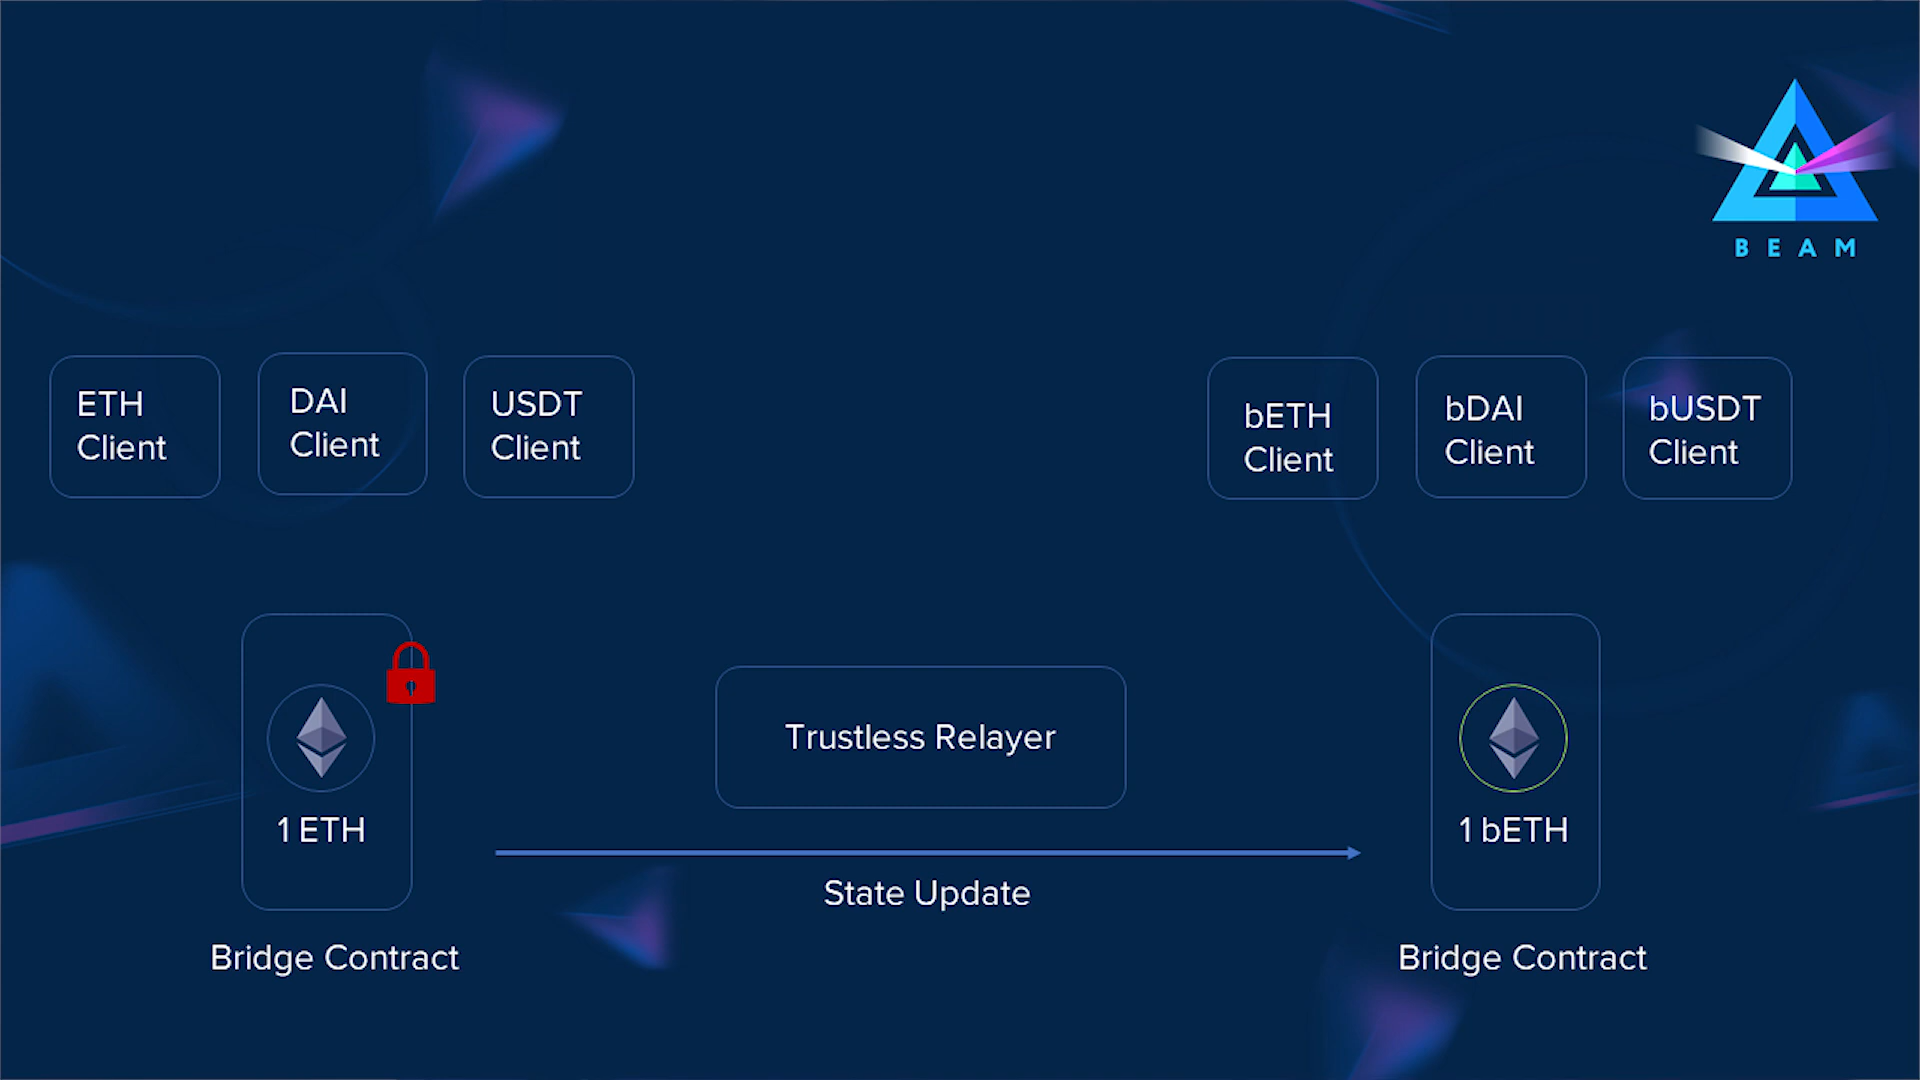 BEAM
ETH
Client
DAI
Client
USDT
Client
bETH
Client
bDAI
Client
bUSDT
Client
1 ETH
Trustless Relayer
1 bETH
State Update
Bridge Contract
Bridge Contract